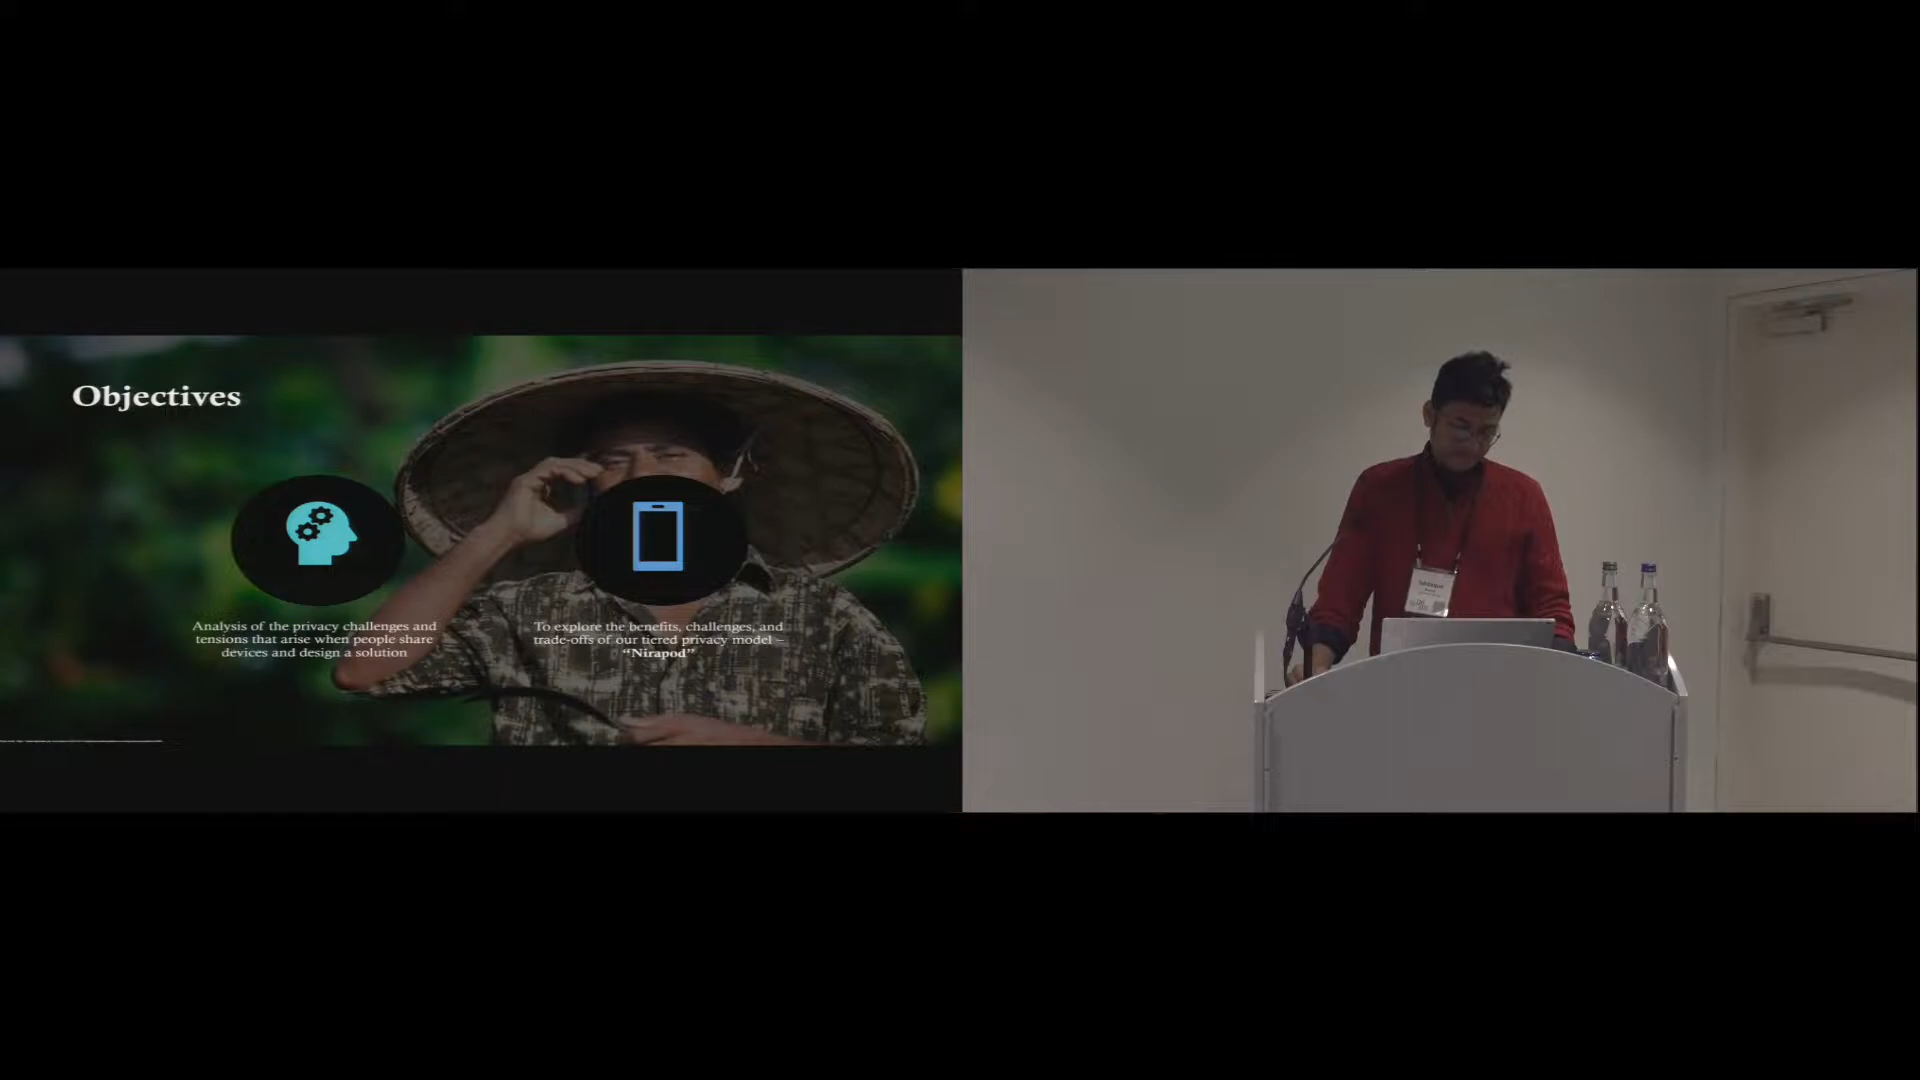 Objectives
Analysis of the privacy challenges and
tensions that arise when people share
devices and design a solution
To explore the benefits, challenges, and
trade-offs of our tiered privacy model –
“Nirapod”